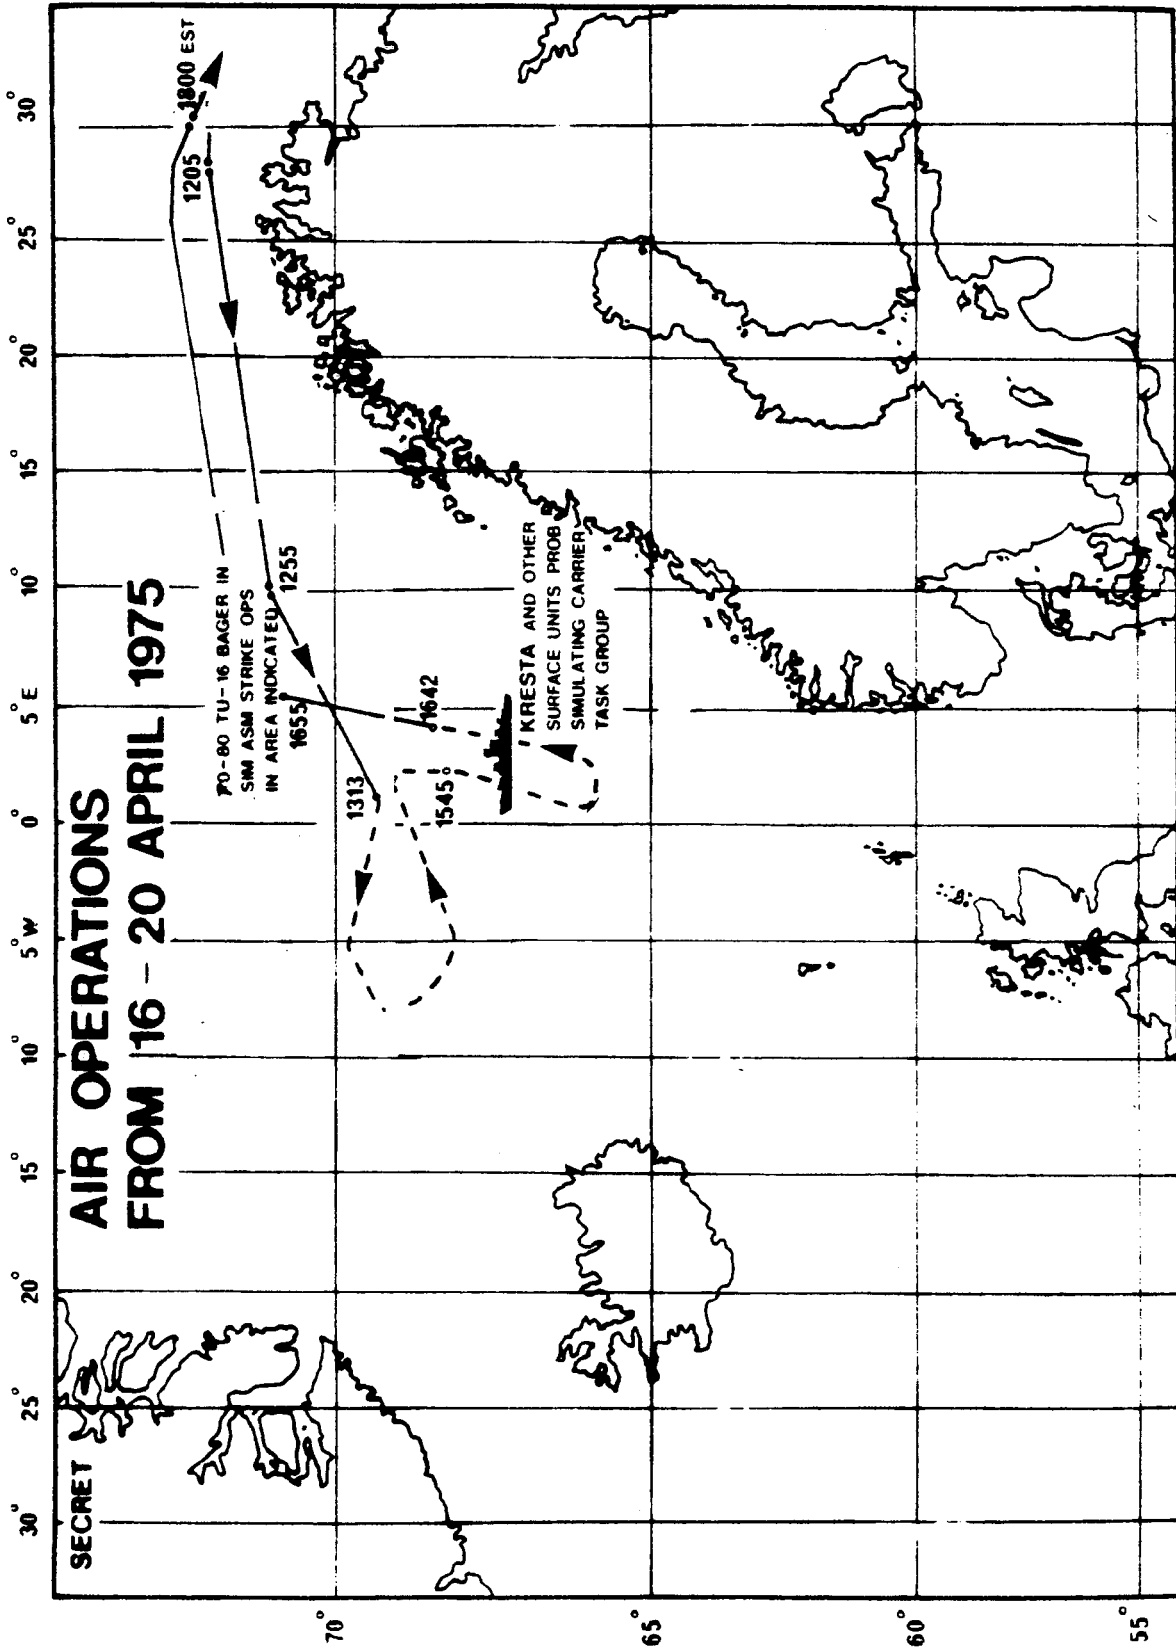 SECRET
AIR OPERATIONS
FROM 16 - 20 APRIL 1975
70-80 TU-16 BAGER IN
SIM ASM STRIKE OPS
IN AREA INDICATED
KRESTA AND OTHER
SURFACE UNITS PROB
SIMULATING CARRIER
TASK GROUP
1800 EST
1205
1255
1313
1655
1642
1545
30°
25°
20°
15°
10°
5° W
0°
5° E
10°
15°
20°
25°
30°
70°
65°
60°
55°